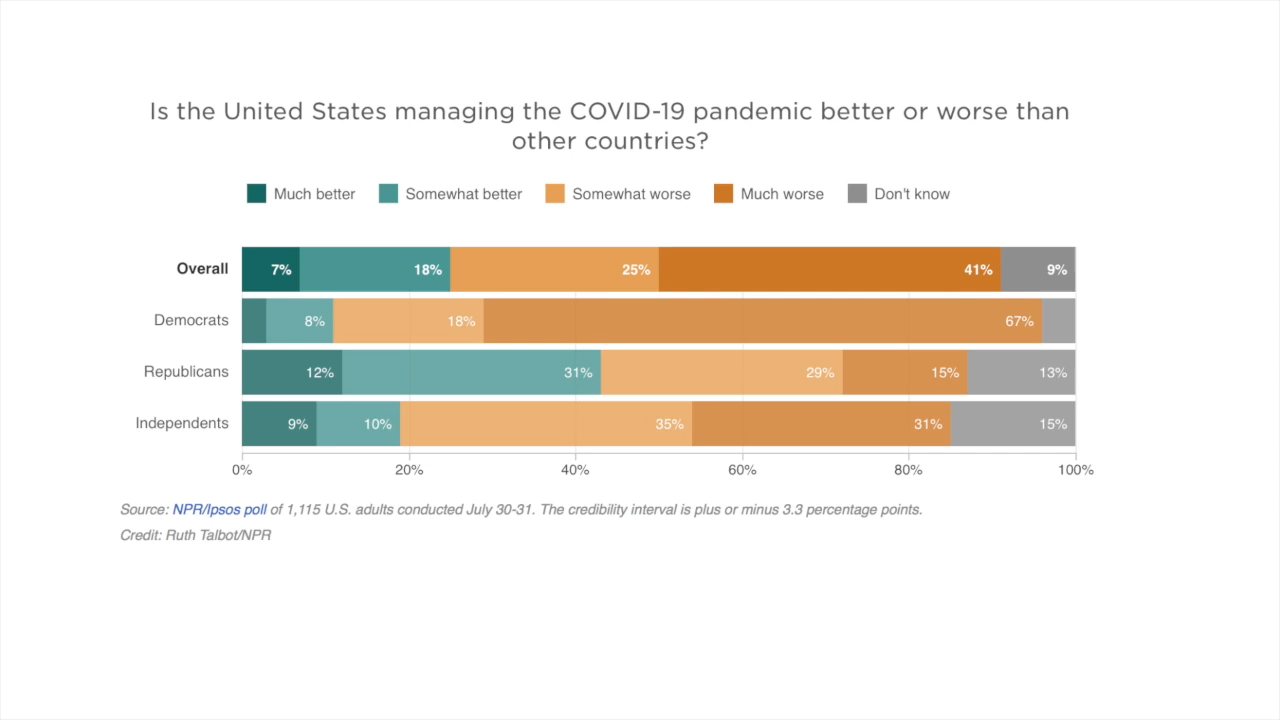 Is the United States managing the COVID-19 pandemic better or worse than
other countries?
Much better Somewhat better Somewhat worse Much worse Don't know
Overall 7% 18% 25% 41% 9%
Democrats 8% 18% 67%
Republicans 12% 31% 29% 15% 13%
Independents 9% 10% 35% 31% 15%
0% 20% 40% 60% 80% 100%
Source: NPR/Ipsos poll of 1,115 U.S. adults conducted July 30-31. The credibility interval is plus or minus 3.3 percentage points.
Credit: Ruth Talbot/NPR